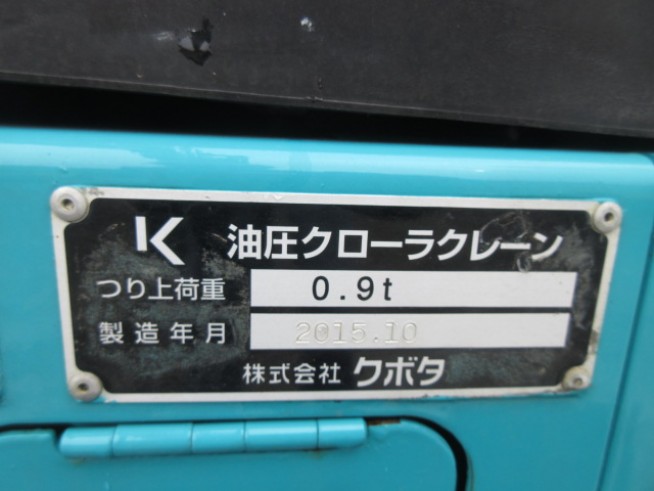 K 油圧クローラクレーン
つり上荷重 0.9t
製造年月 2015.10
株式会社 クボタ